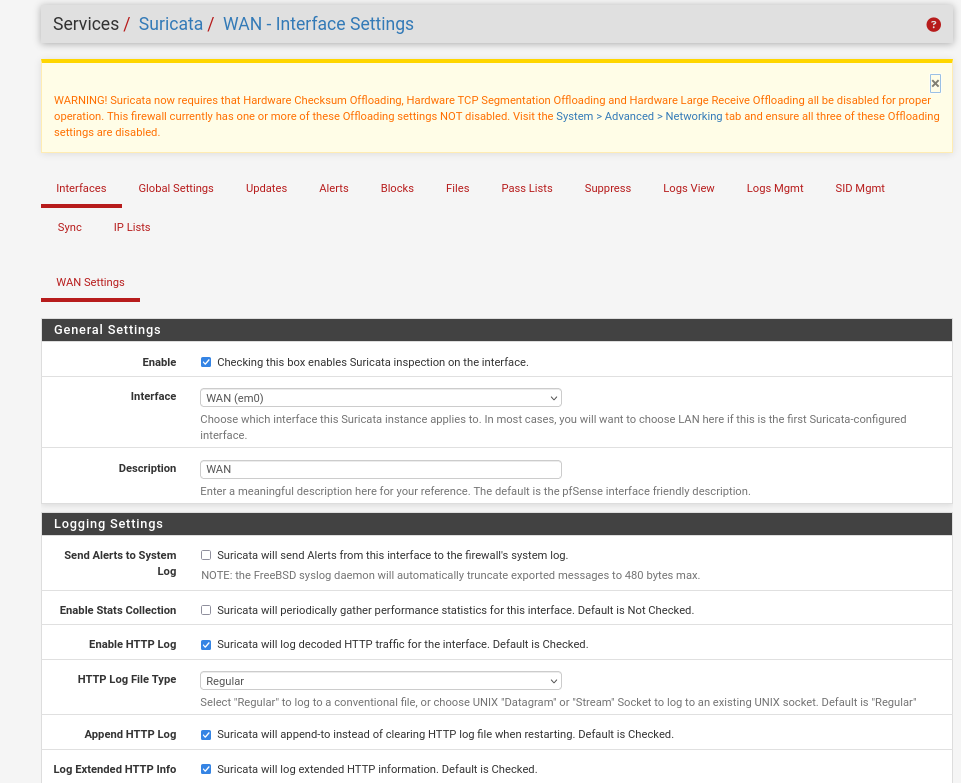 Services / Suricata / WAN - Interface Settings
?
×
WARNING! Suricata now requires that Hardware Checksum Offloading, Hardware TCP Segmentation Offloading and Hardware Large Receive Offloading all be disabled for proper
operation. This firewall currently has one or more of these Offloading settings NOT disabled. Visit the System > Advanced > Networking tab and ensure all three of these Offloading
settings are disabled.
Interfaces Global Settings Updates Alerts Blocks Files Pass Lists Suppress Logs View Logs Mgmt SID Mgmt
Sync IP Lists
WAN Settings
General Settings
Enable Checking this box enables Suricata inspection on the interface.
Interface WAN (em0)
Choose which interface this Suricata instance applies to. In most cases, you will want to choose LAN here if this is the first Suricata-configured
interface.
Description WAN
Enter a meaningful description here for your reference. The default is the pfSense interface friendly description.
Logging Settings
Send Alerts to System
Log
Suricata will send Alerts from this interface to the firewall's system log.
NOTE: the FreeBSD syslog daemon will automatically truncate exported messages to 480 bytes max.
Enable Stats Collection Suricata will periodically gather performance statistics for this interface. Default is Not Checked.
Enable HTTP Log Suricata will log decoded HTTP traffic for the interface. Default is Checked.
HTTP Log File Type Regular
Select "Regular" to log to a conventional file, or choose UNIX "Datagram" or "Stream" Socket to log to an existing UNIX socket. Default is "Regular"
Append HTTP Log Suricata will append-to instead of clearing HTTP log file when restarting. Default is Checked.
Log Extended HTTP Info Suricata will log extended HTTP information. Default is Checked.